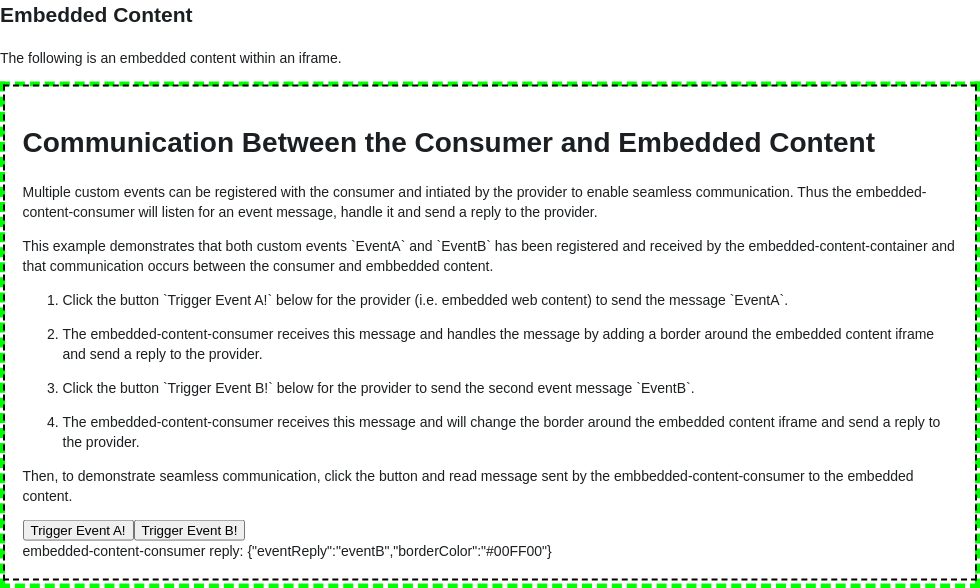 Embedded Content
The following is an embedded content within an iframe.
Communication Between the Consumer and Embedded Content
Multiple custom events can be registered with the consumer and intiated by the provider to enable seamless communication. Thus the embedded-
content-consumer will listen for an event message, handle it and send a reply to the provider.
This example demonstrates that both custom events `EventA` and `EventB` has been registered and received by the embedded-content-container and
that communication occurs between the consumer and embbedded content.
1. Click the button `Trigger Event A!` below for the provider (i.e. embedded web content) to send the message `EventA`.
2. The embedded-content-consumer receives this message and handles the message by adding a border around the embedded content iframe
and send a reply to the provider.
3. Click the button `Trigger Event B!` below for the provider to send the second event message `EventB`.
4. The embedded-content-consumer receives this message and will change the border around the embedded content iframe and send a reply to
the provider.
Then, to demonstrate seamless communication, click the button and read message sent by the embbedded-content-consumer to the embedded
content.
Trigger Event A! Trigger Event B!
embedded-content-consumer reply: {"eventReply":"eventB","borderColor":"#00FF00"}